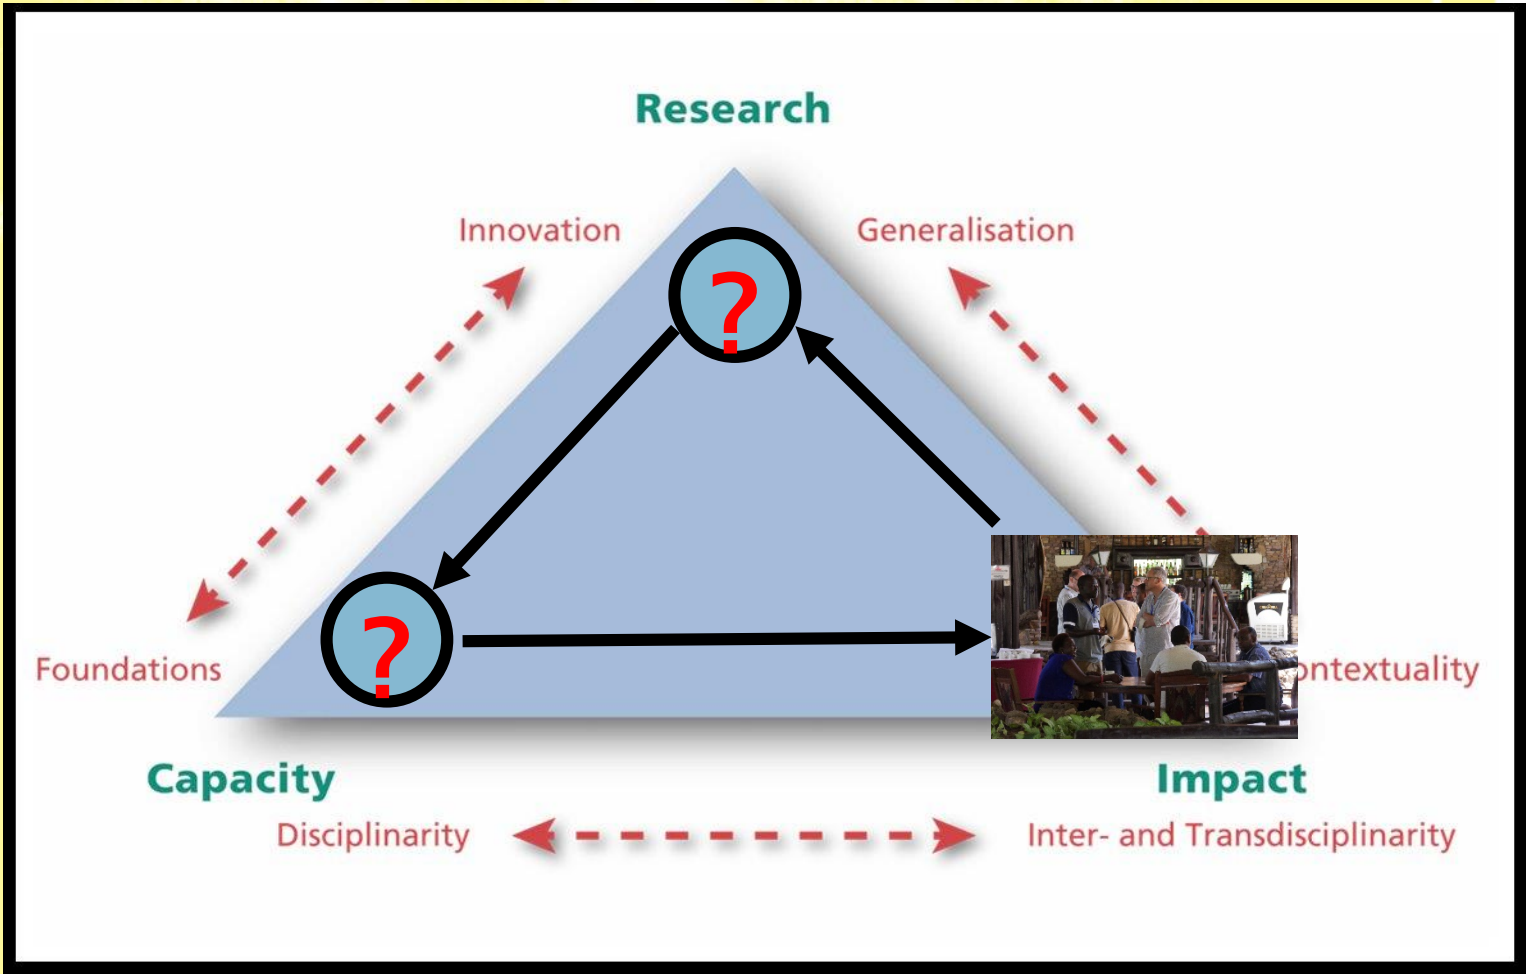 Research
Innovation
Generalisation
?
?
Foundations
ontextuality
Capacity
Impact
Disciplinarity
Inter- and Transdisciplinarity